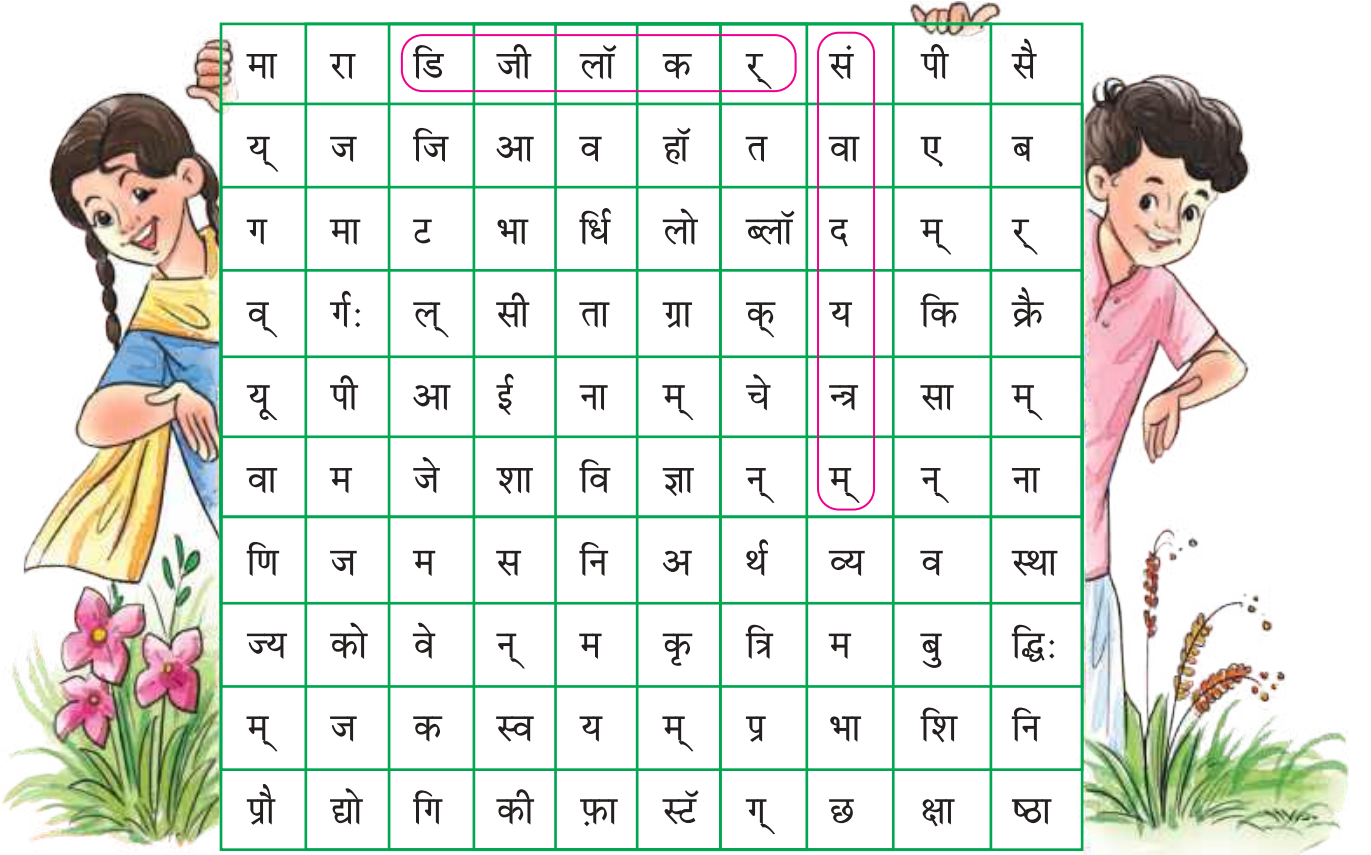 मा रा डि जी लॉ क र् सं पी सै
य् ज जि आ व हॉ त वा ए ब
ग मा ट भा र्धि लो ब्लॉ द म् र्
व् र्गः ल् सी ता ग्रा क् य कि क्रै
यू पी आ ई ना म् चे न्त्र सा म्
वा म जे शा वि ज्ञा न् म् न् ना
णि ज म स नि अ र्थ व्य व स्था
ज्य को वे न् म कृ त्रि म बु द्धिः
म् ज क स्व य म् प्र भा शि नि
प्रौ द्यो गि की फ़ा स्टॅ ग् छ क्षा ष्ठा